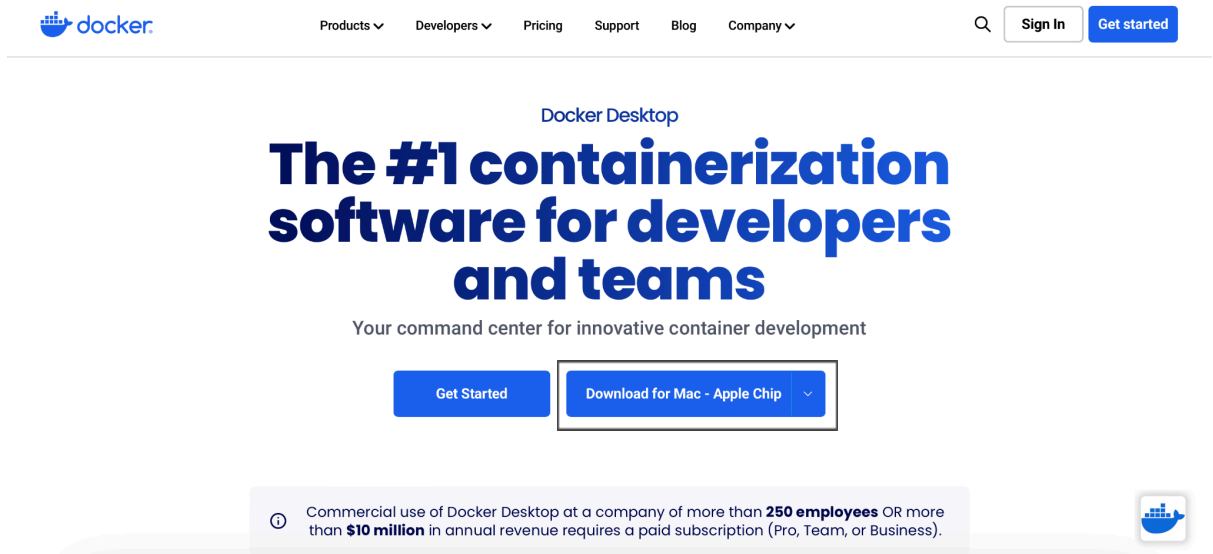 docker
Products
Developers
Pricing
Support
Blog
Company
Sign In
Get started
Docker Desktop
The #1 containerization
software for developers
and teams
Your command center for innovative container development
Get Started
Download for Mac - Apple Chip
Commercial use of Docker Desktop at a company of more than 250 employees OR more
than $10 million in annual revenue requires a paid subscription (Pro, Team, or Business).